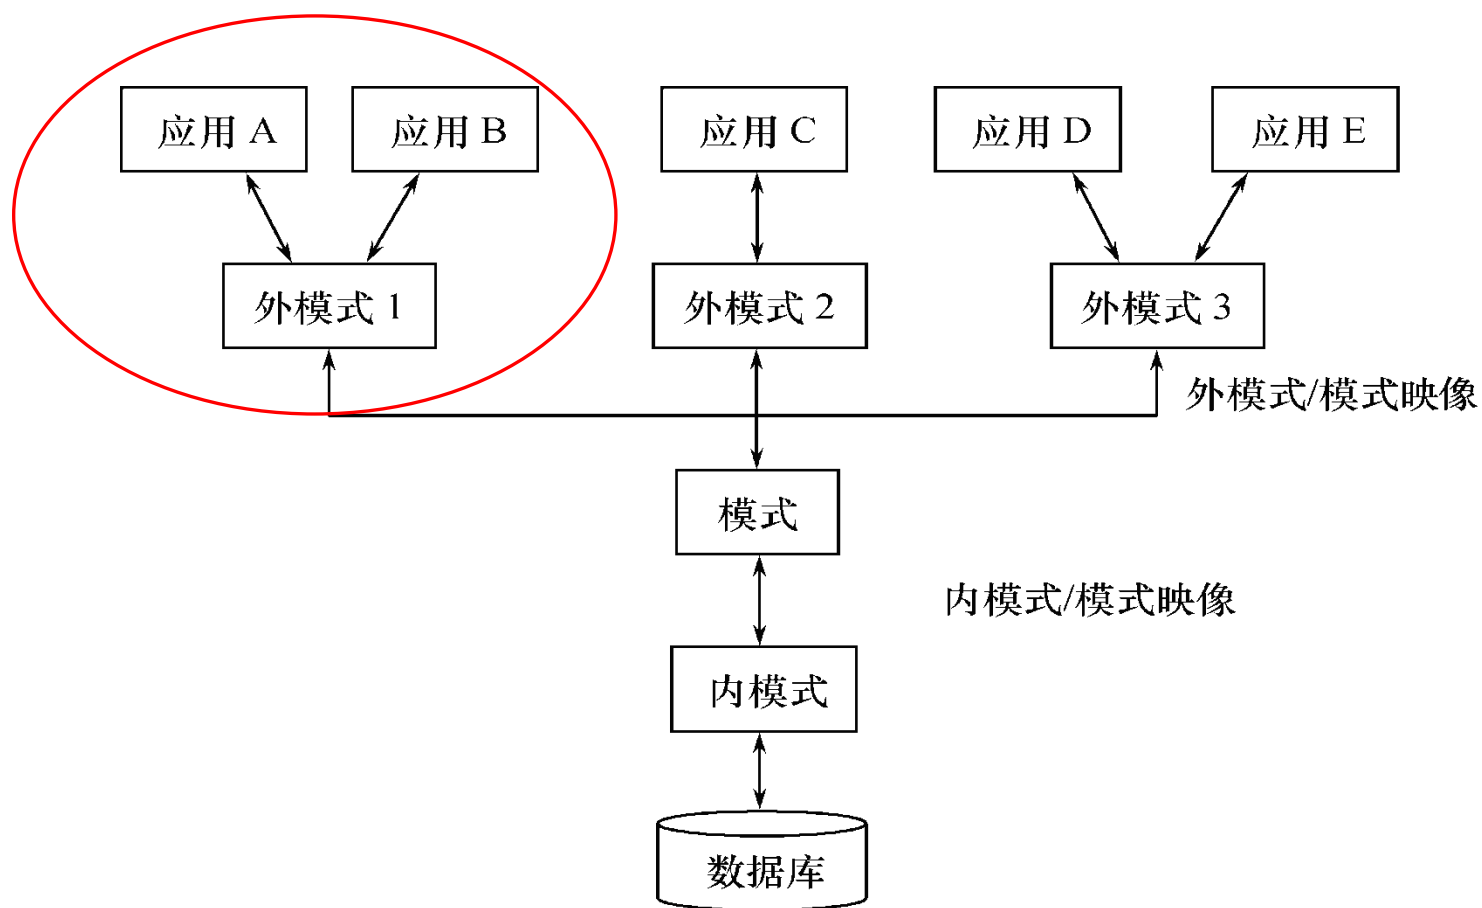 应用 A
应用 B
应用 C
应用 D
应用 E
外模式 1
外模式 2
外模式 3
外模式/模式映像
模式
内模式/模式映像
内模式
数据库